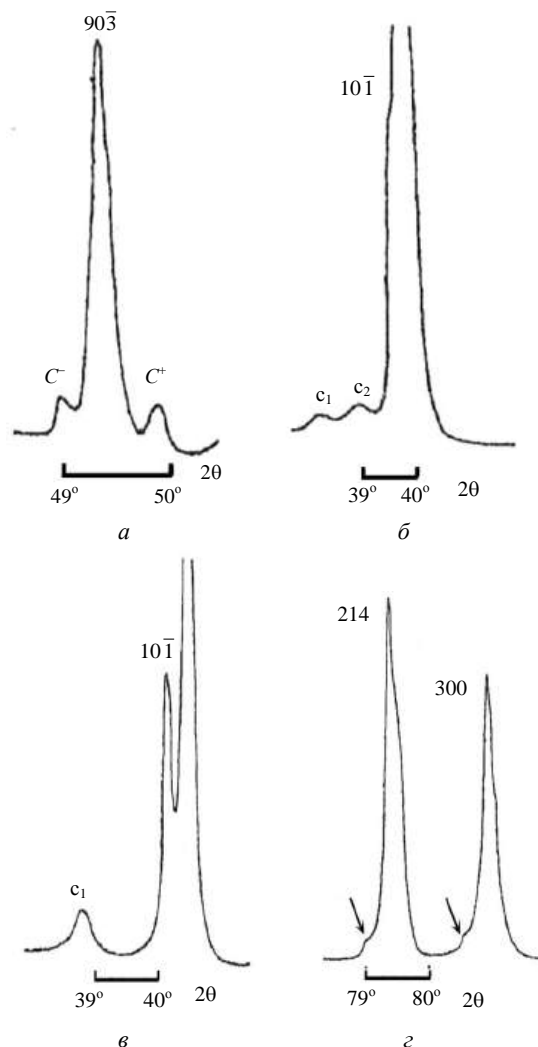 903̅
C⁻
C⁺
49° 50° 2θ
а
101̅
c₁ c₂
39° 40° 2θ
б
101̅
c₁
39° 40° 2θ
в
214
300
79° 80° 2θ
г